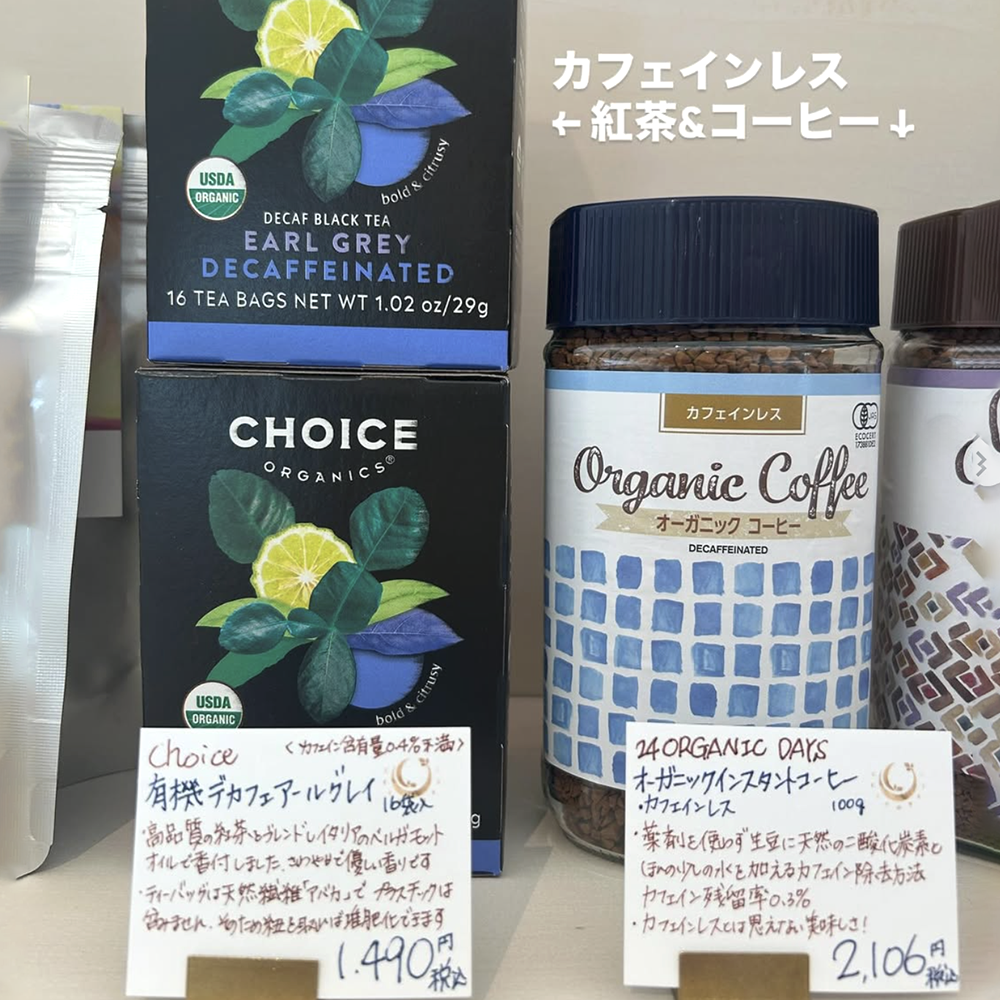 カフェインレス
←紅茶&コーヒー↓
USDA
ORGANIC
bold & citrusy
DECAF BLACK TEA
EARL GREY
DECAFFEINATED
16 TEA BAGS NET WT 1.02 oz/29g
CHOICE
ORGANICS®
USDA
ORGANIC
bold & citrusy
9
choice
〈カフェイン含有量0.4%未満〉
有機デカフェアールグレイ 16袋入
・高品質の紅茶をブレンドしイタリアのベルガモット
オイルで香付しました。さわやかで優しい香りです
・ティーバッグは天然繊維「アバカ」で プラスチックは
含みません。そのため紐を取れば堆肥化できます
1,490円
税込
カフェインレス
JAS
ECOCERT
Organic Coffee
オーガニック コーヒー
DECAFFEINATED
24 ORGANIC DAYS
オーガニックインスタントコーヒー
・カフェインレス 100g
・薬剤を使わず生豆に天然の二酸化炭素と
ほんの少しの水を加えるカフェイン除去方法
カフェイン残留率0.3%
・カフェインレスとは思えない美味しさ!
2,106円
税込